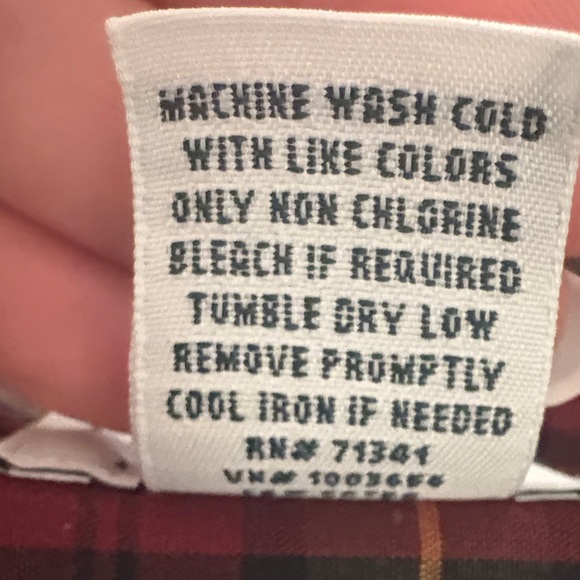 MACHINE WASH COLD
WITH LIKE COLORS
ONLY NON CHLORINE
BLEACH IF REQUIRED
TUMBLE DRY LOW
REMOVE PROMPTLY
COOL IRON IF NEEDED
RN# 71341
VN#